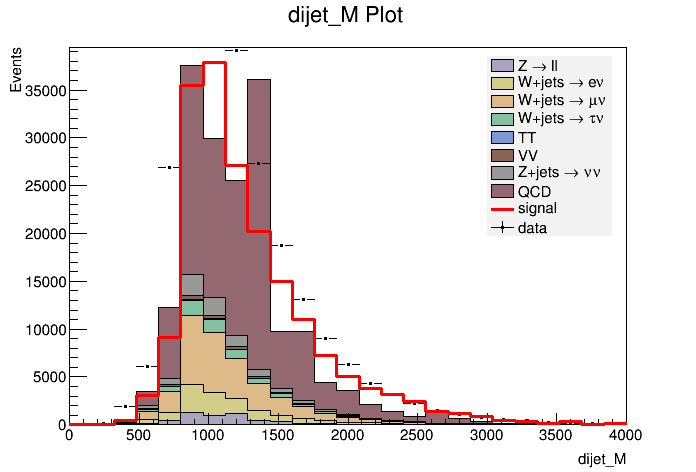 dijet_M Plot
Events
Z → ll
W+jets → eν
W+jets → μν
W+jets → τν
TT
VV
Z+jets → νν
QCD
signal
data
35000
30000
25000
20000
15000
10000
5000
0
0 500 1000 1500 2000 2500 3000 3500 4000
dijet_M